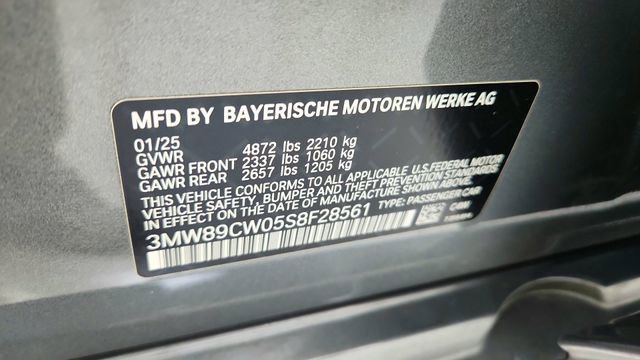 MFD BY BAYERISCHE MOTOREN WERKE AG
01/25
GVWR 4872 lbs 2210 kg
GAWR FRONT 2337 lbs 1060 kg
GAWR REAR 2657 lbs 1205 kg
THIS VEHICLE CONFORMS TO ALL APPLICABLE U.S. FEDERAL MOTOR
VEHICLE SAFETY, BUMPER AND THEFT PREVENTION STANDARDS
IN EFFECT ON THE DATE OF MANUFACTURE SHOWN ABOVE.
3MW89CW05S8F28561 TYPE: PASSENGER CAR